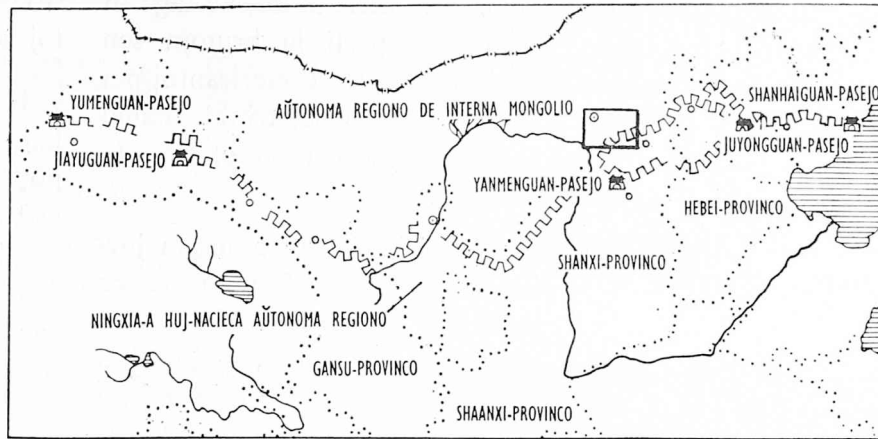 YUMENGUAN-PASEJO
AŬTONOMA REGIONO DE INTERNA MONGOLIO
SHANHAIGUAN-PASEJO
JIAYUGUAN-PASEJO
JUYONGGUAN-PASEJO
YANMENGUAN-PASEJO
HEBEI-PROVINCO
SHANXI-PROVINCO
NINGXIA-A HUJ-NACIECA AŬTONOMA REGIONO
GANSU-PROVINCO
SHAANXI-PROVINCO